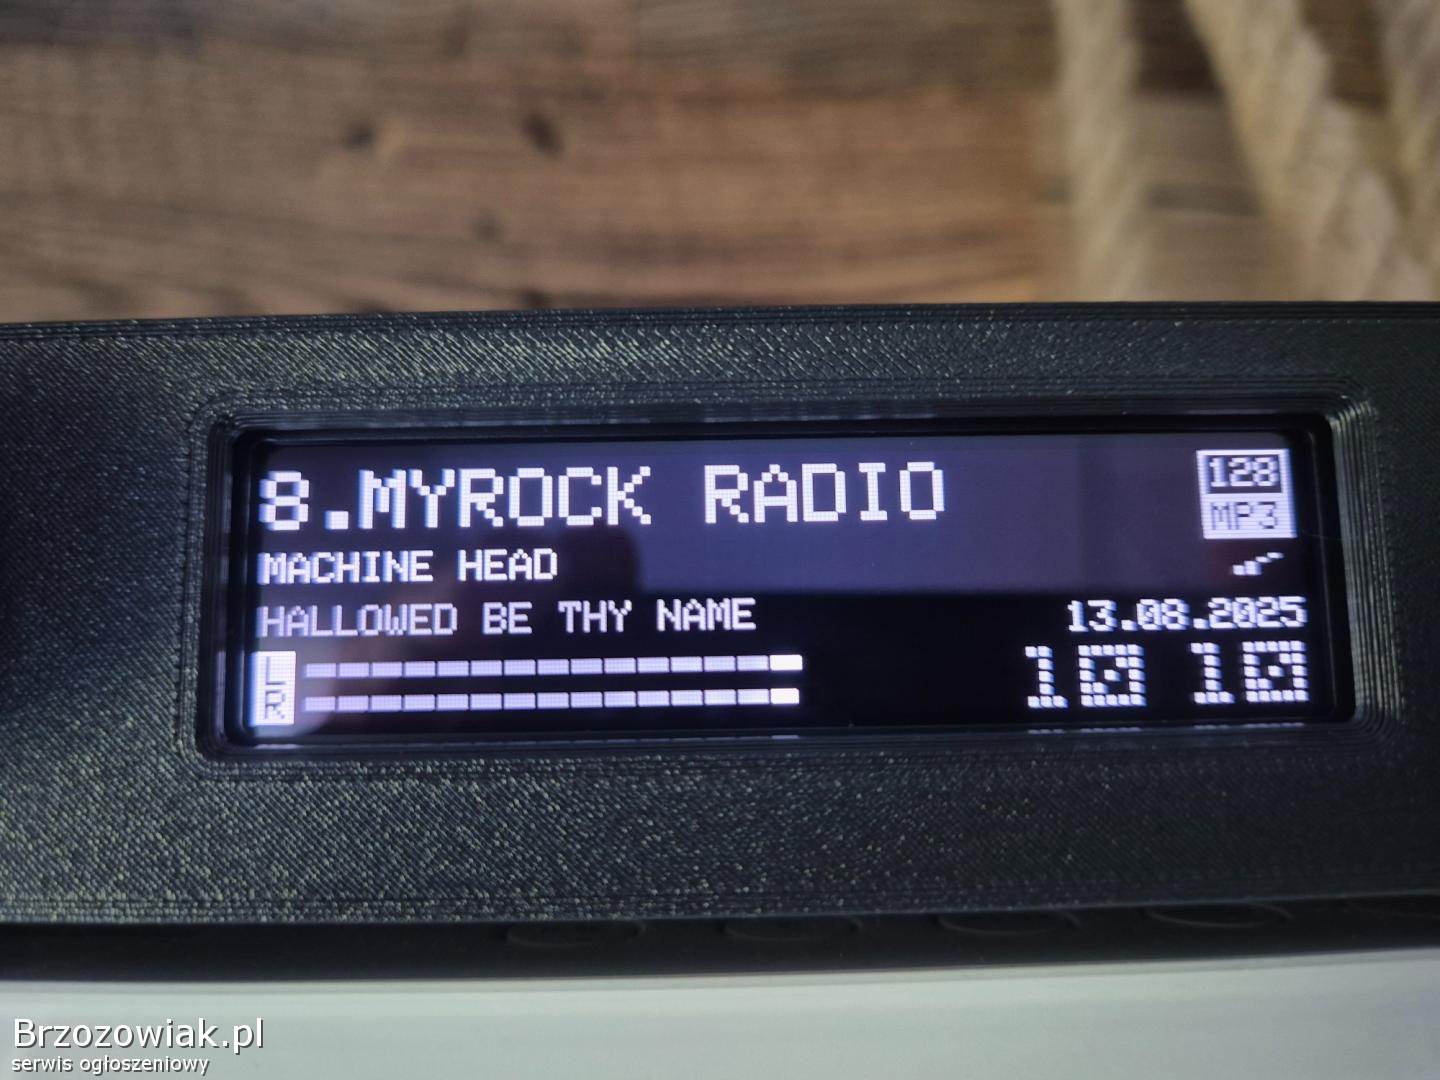 8.MYROCK RADIO
128
MP3
MACHINE HEAD
HALLOWED BE THY NAME
13.08.2025
L
R
10 10
Brzozowiak.pl
serwis ogłoszeniowy